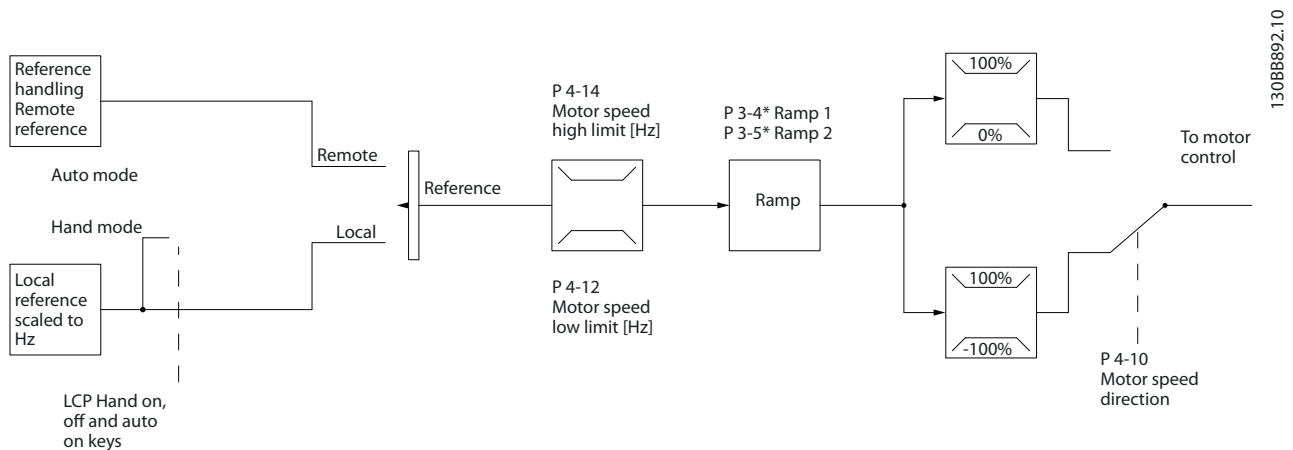 130BB892.10
Reference
handling
Remote
reference
Auto mode
Hand mode
Local
reference
scaled to
Hz
LCP Hand on,
off and auto
on keys
Remote
Local
Reference
P 4-14
Motor speed
high limit [Hz]
P 4-12
Motor speed
low limit [Hz]
P 3-4* Ramp 1
P 3-5* Ramp 2
Ramp
100%
0%
100%
-100%
To motor
control
P 4-10
Motor speed
direction